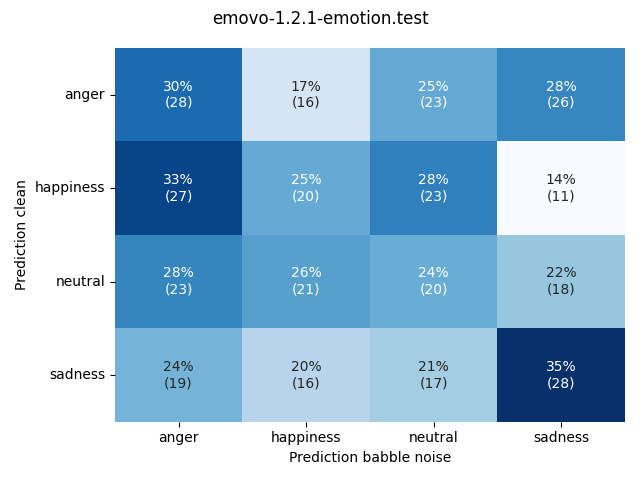 emovo-1.2.1-emotion.test
Prediction clean
anger
30% 17% 25% 28%
(28) (16) (23) (26)
happiness
33% 25% 28% 14%
(27) (20) (23) (11)
neutral
28% 26% 24% 22%
(23) (21) (20) (18)
sadness
24% 20% 21% 35%
(19) (16) (17) (28)
anger happiness neutral sadness
Prediction babble noise